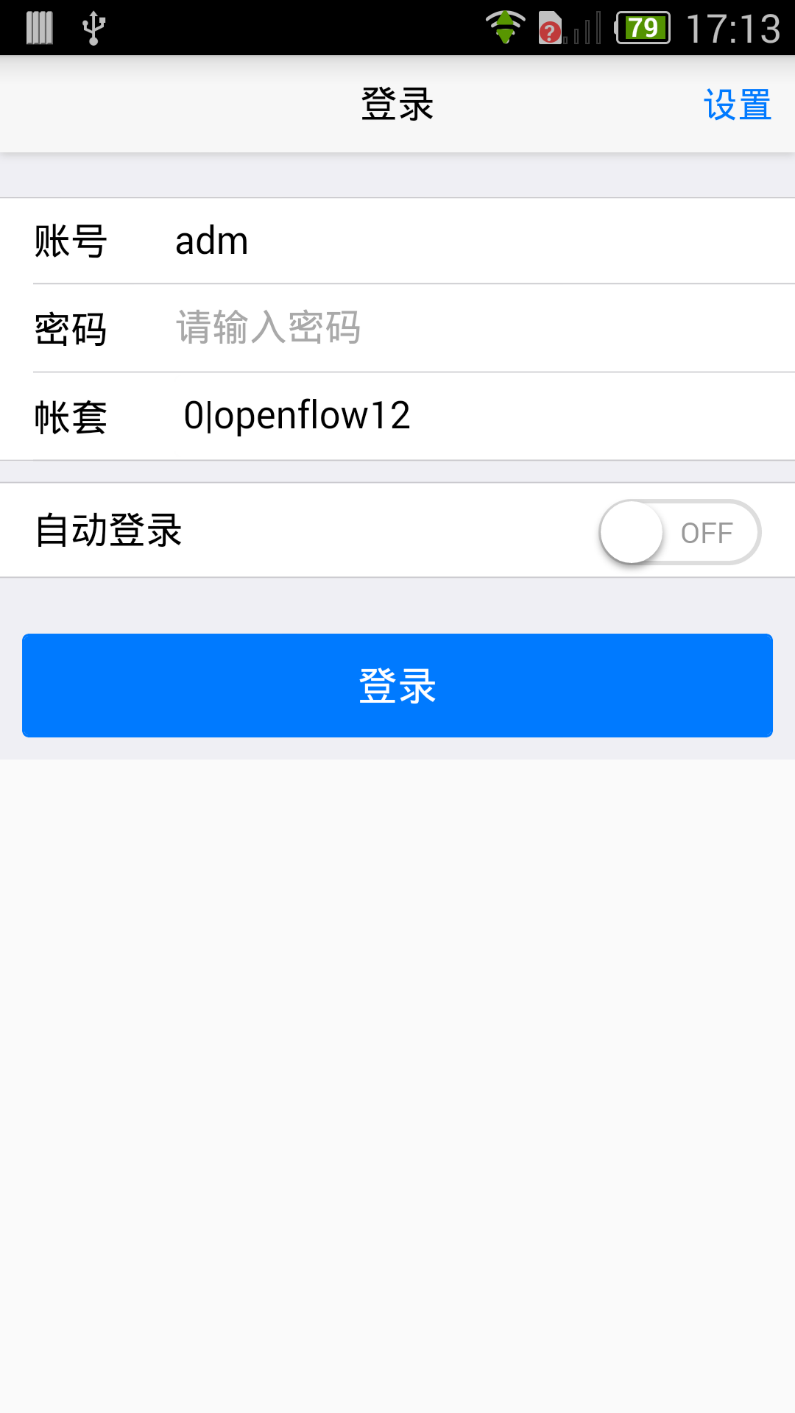 79 17:13
登录 设置
账号 adm
密码 请输入密码
帐套 0|openflow12
自动登录 OFF
登录